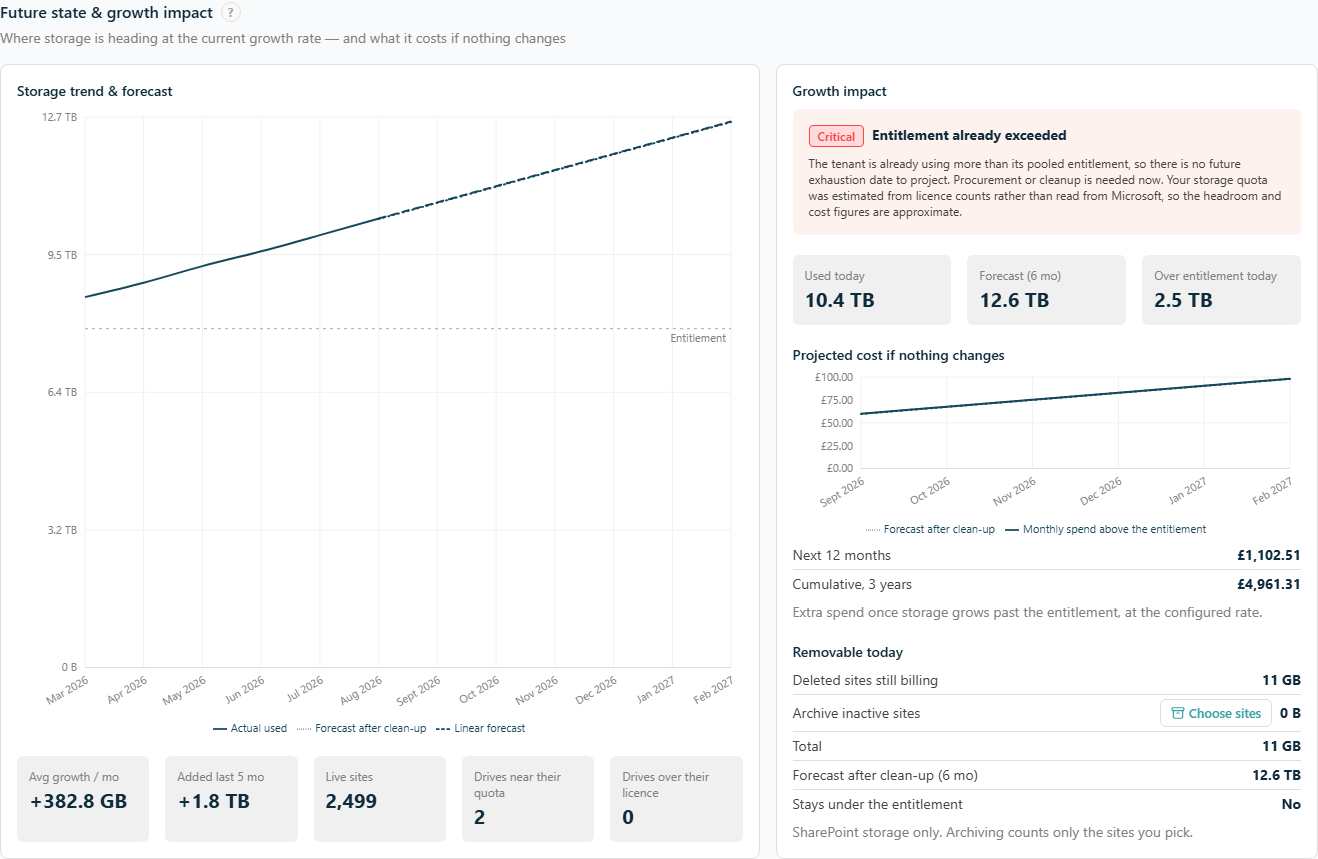 Future state & growth impact ?
Where storage is heading at the current growth rate — and what it costs if nothing changes
Storage trend & forecast
12.7 TB
9.5 TB
Entitlement
6.4 TB
3.2 TB
0 B
Mar 2026
Apr 2026
May 2026
Jun 2026
Jul 2026
Aug 2026
Sept 2026
Oct 2026
Nov 2026
Dec 2026
Jan 2027
Feb 2027
Actual used
Forecast after clean-up
Linear forecast
Avg growth / mo
+382.8 GB
Added last 5 mo
+1.8 TB
Live sites
2,499
Drives near their
quota
2
Drives over their
licence
0
Growth impact
Critical Entitlement already exceeded
The tenant is already using more than its pooled entitlement, so there is no future
exhaustion date to project. Procurement or cleanup is needed now. Your storage quota
was estimated from licence counts rather than read from Microsoft, so the headroom and
cost figures are approximate.
Used today
10.4 TB
Forecast (6 mo)
12.6 TB
Over entitlement today
2.5 TB
Projected cost if nothing changes
£100.00
£75.00
£50.00
£25.00
£0.00
Sept 2026
Oct 2026
Nov 2026
Dec 2026
Jan 2027
Feb 2027
Forecast after clean-up
Monthly spend above the entitlement
Next 12 months £1,102.51
Cumulative, 3 years £4,961.31
Extra spend once storage grows past the entitlement, at the configured rate.
Removable today
Deleted sites still billing 11 GB
Archive inactive sites Choose sites 0 B
Total 11 GB
Forecast after clean-up (6 mo) 12.6 TB
Stays under the entitlement No
SharePoint storage only. Archiving counts only the sites you pick.